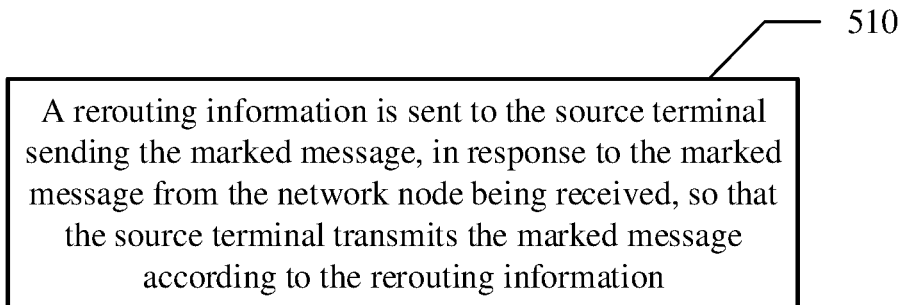 510
A rerouting information is sent to the source terminal
sending the marked message, in response to the marked
message from the network node being received, so that
the source terminal transmits the marked message
according to the rerouting information